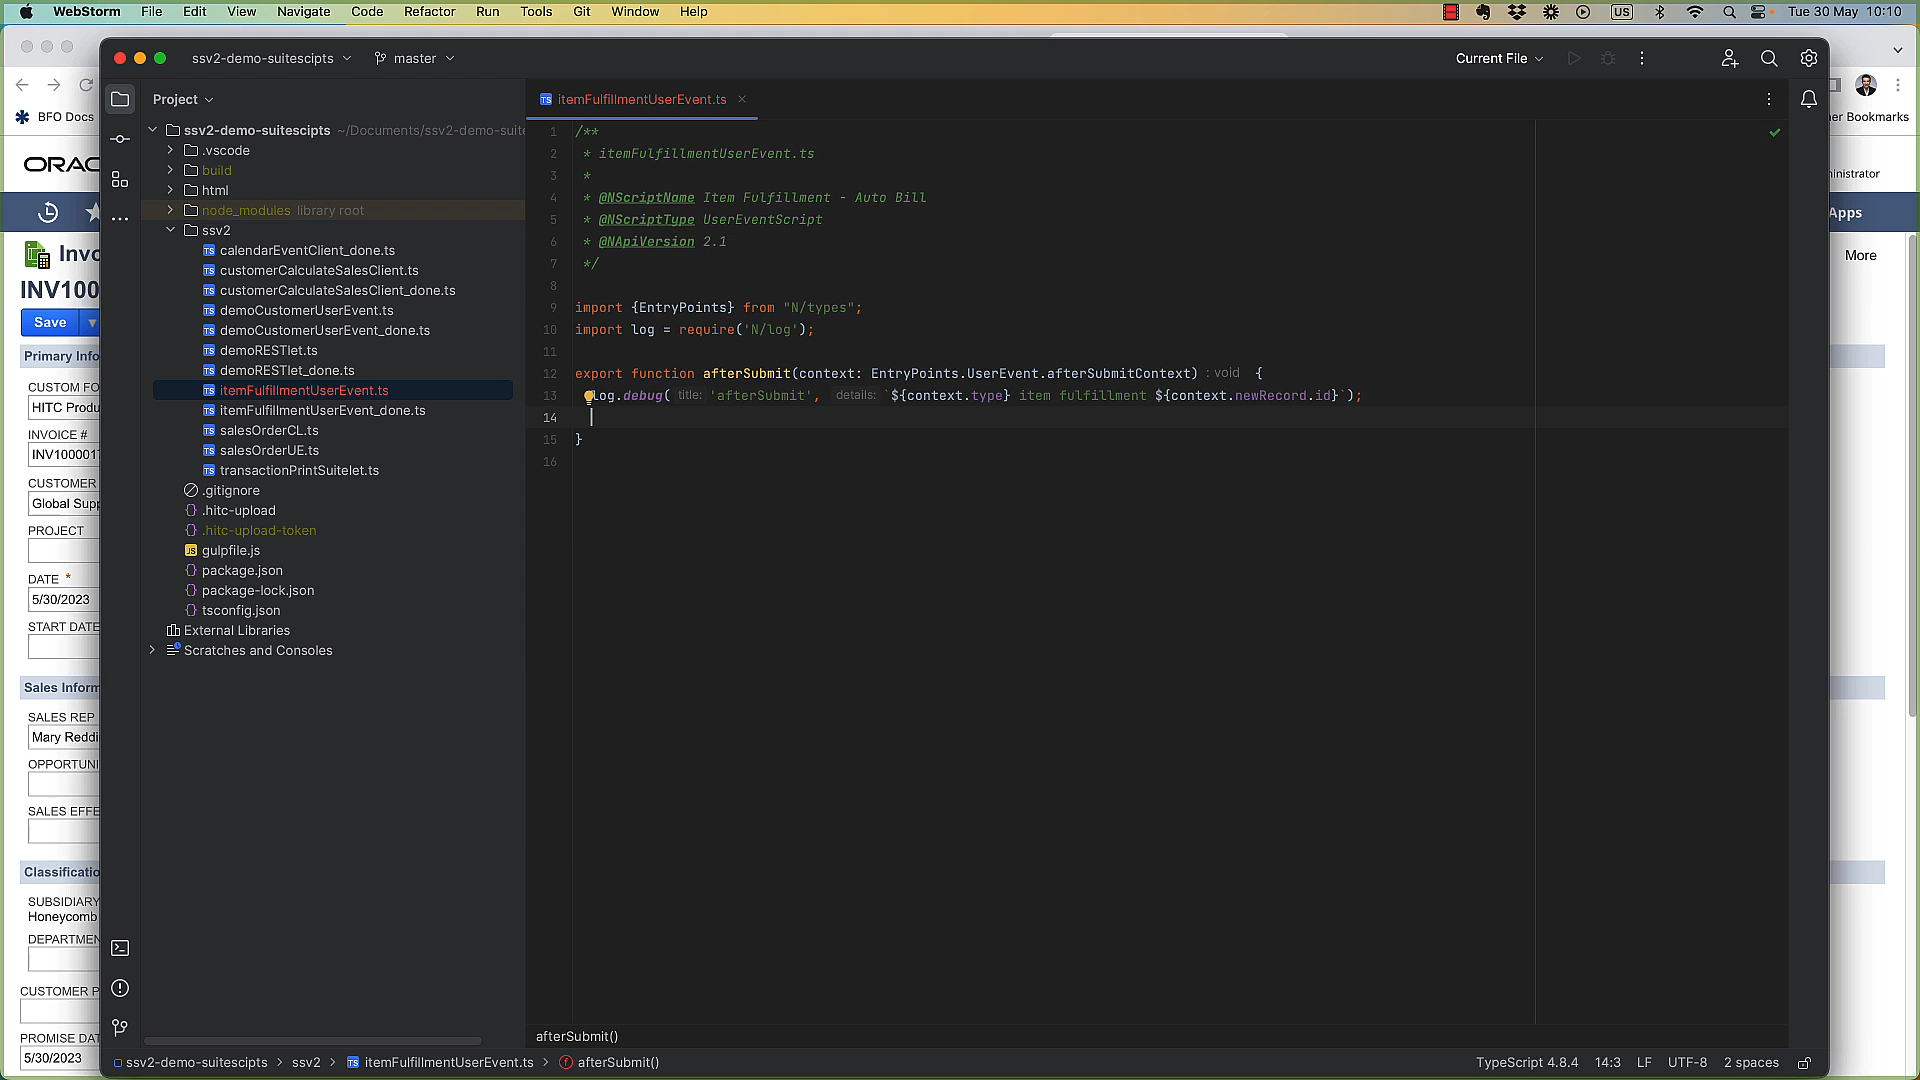 WebStorm File Edit View Navigate Code Refactor Run Tools Git Window Help
US Tue 30 May 10:10
ssv2-demo-suitescipts master
Current File
BFO Docs
Bookmarks
ORAC
Apps
More
Invo
INV100
Save
Primary Info
CUSTOM FO
HITC Produ
INVOICE #
INV1000017
CUSTOMER
Global Supp
PROJECT
DATE *
5/30/2023
START DATE
Sales Inform
SALES REP
Mary Reddi
OPPORTUNI
SALES EFFE
Classificatio
SUBSIDIARY
Honeycomb
DEPARTMEN
CUSTOMER P
PROMISE DAT
5/30/2023
Project
ssv2-demo-suitescipts ~/Documents/ssv2-demo-suite
.vscode
build
html
node_modules library root
ssv2
calendarEventClient_done.ts
customerCalculateSalesClient.ts
customerCalculateSalesClient_done.ts
demoCustomerUserEvent.ts
demoCustomerUserEvent_done.ts
demoRESTlet.ts
demoRESTlet_done.ts
itemFulfillmentUserEvent.ts
itemFulfillmentUserEvent_done.ts
salesOrderCL.ts
salesOrderUE.ts
transactionPrintSuitelet.ts
.gitignore
.hitc-upload
.hitc-upload-token
gulpfile.js
package.json
package-lock.json
tsconfig.json
External Libraries
Scratches and Consoles
itemFulfillmentUserEvent.ts
1 /**
2 * itemFulfillmentUserEvent.ts
3 *
4 * @NScriptName Item Fulfillment - Auto Bill
5 * @NScriptType UserEventScript
6 * @NApiVersion 2.1
7 */
8
9 import {EntryPoints} from "N/types";
10 import log = require('N/log');
11
12 export function afterSubmit(context: EntryPoints.UserEvent.afterSubmitContext) : void {
13 log.debug( title: 'afterSubmit', details: `${context.type} item fulfillment ${context.newRecord.id}`);
14
15 }
16
afterSubmit()
ssv2-demo-suitescipts > ssv2 > itemFulfillmentUserEvent.ts > afterSubmit()
TypeScript 4.8.4 14:3 LF UTF-8 2 spaces